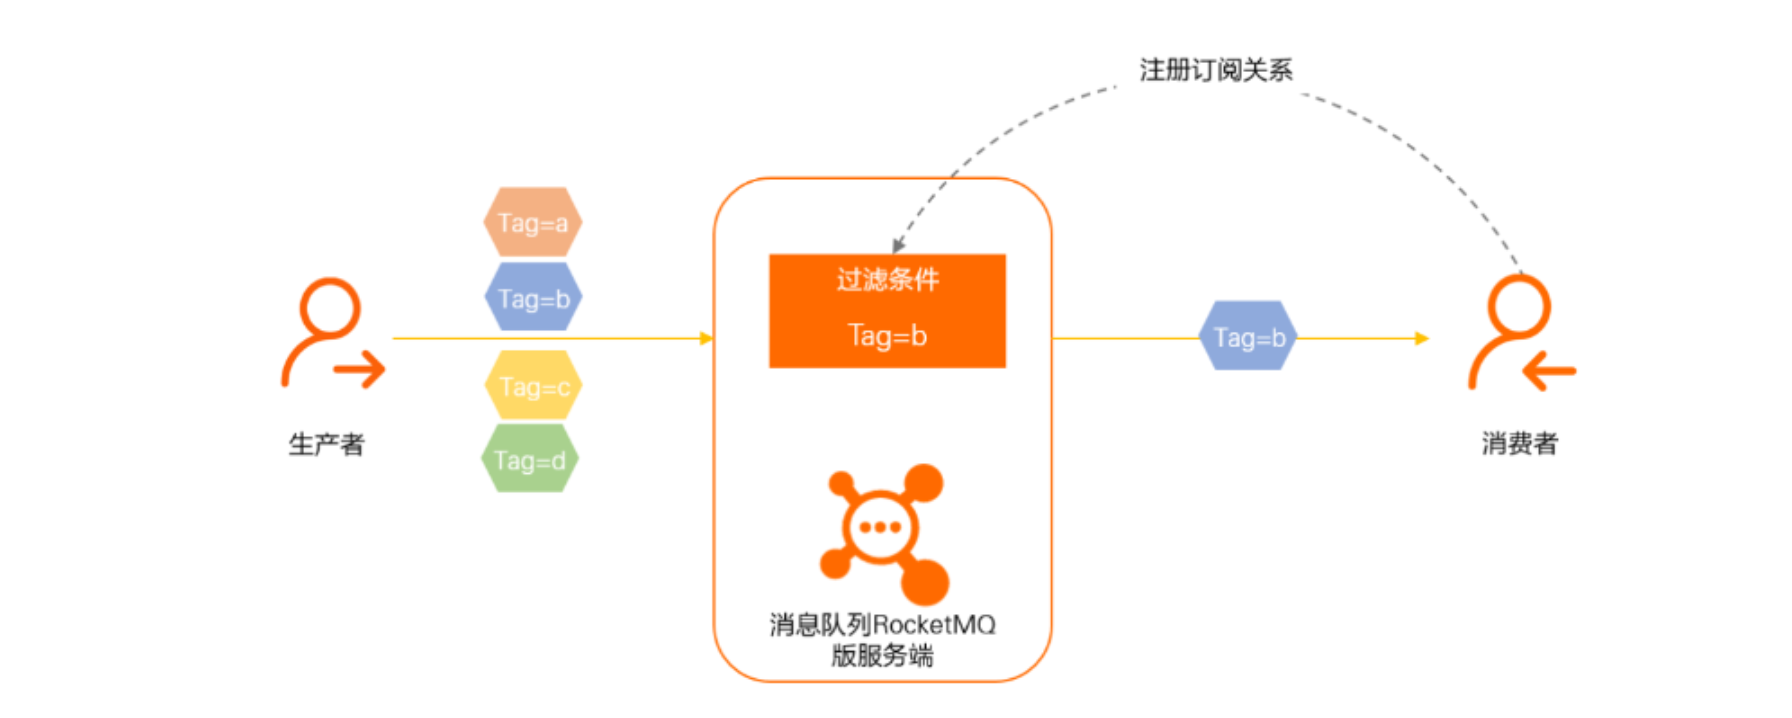 注册订阅关系
Tag=a
Tag=b
Tag=c
Tag=d
生产者
过滤条件
Tag=b
消息队列RocketMQ
版服务端
Tag=b
消费者